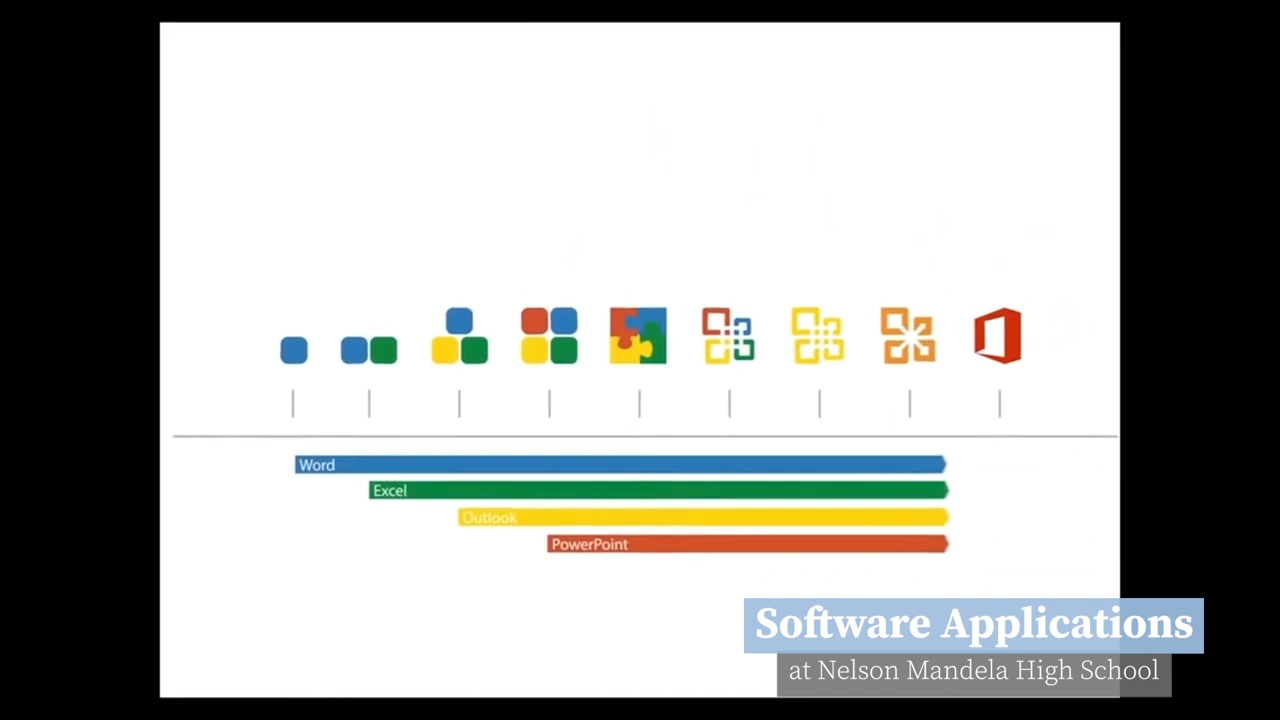 Word
Excel
Outlook
PowerPoint
Software Applications
at Nelson Mandela High School